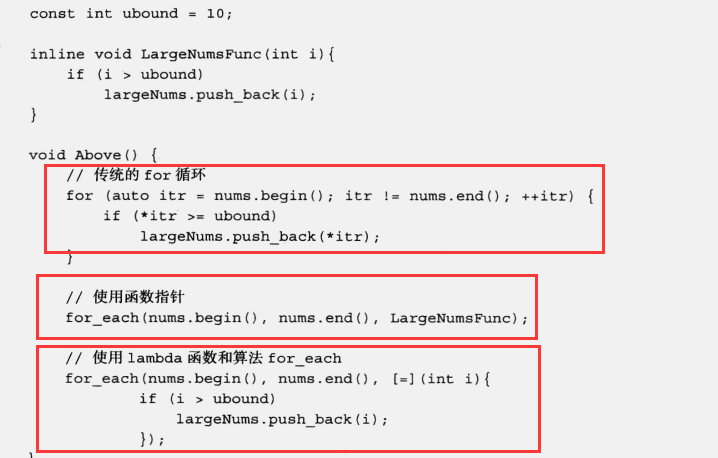 const int ubound = 10;
inline void LargeNumsFunc(int i){
if (i > ubound)
largeNums.push_back(i);
}
void Above() {
// 传统的 for 循环
for (auto itr = nums.begin(); itr != nums.end(); ++itr) {
if (*itr >= ubound)
largeNums.push_back(*itr);
}
// 使用函数指针
for_each(nums.begin(), nums.end(), LargeNumsFunc);
// 使用 lambda 函数和算法 for_each
for_each(nums.begin(), nums.end(), [=](int i){
if (i > ubound)
largeNums.push_back(i);
});